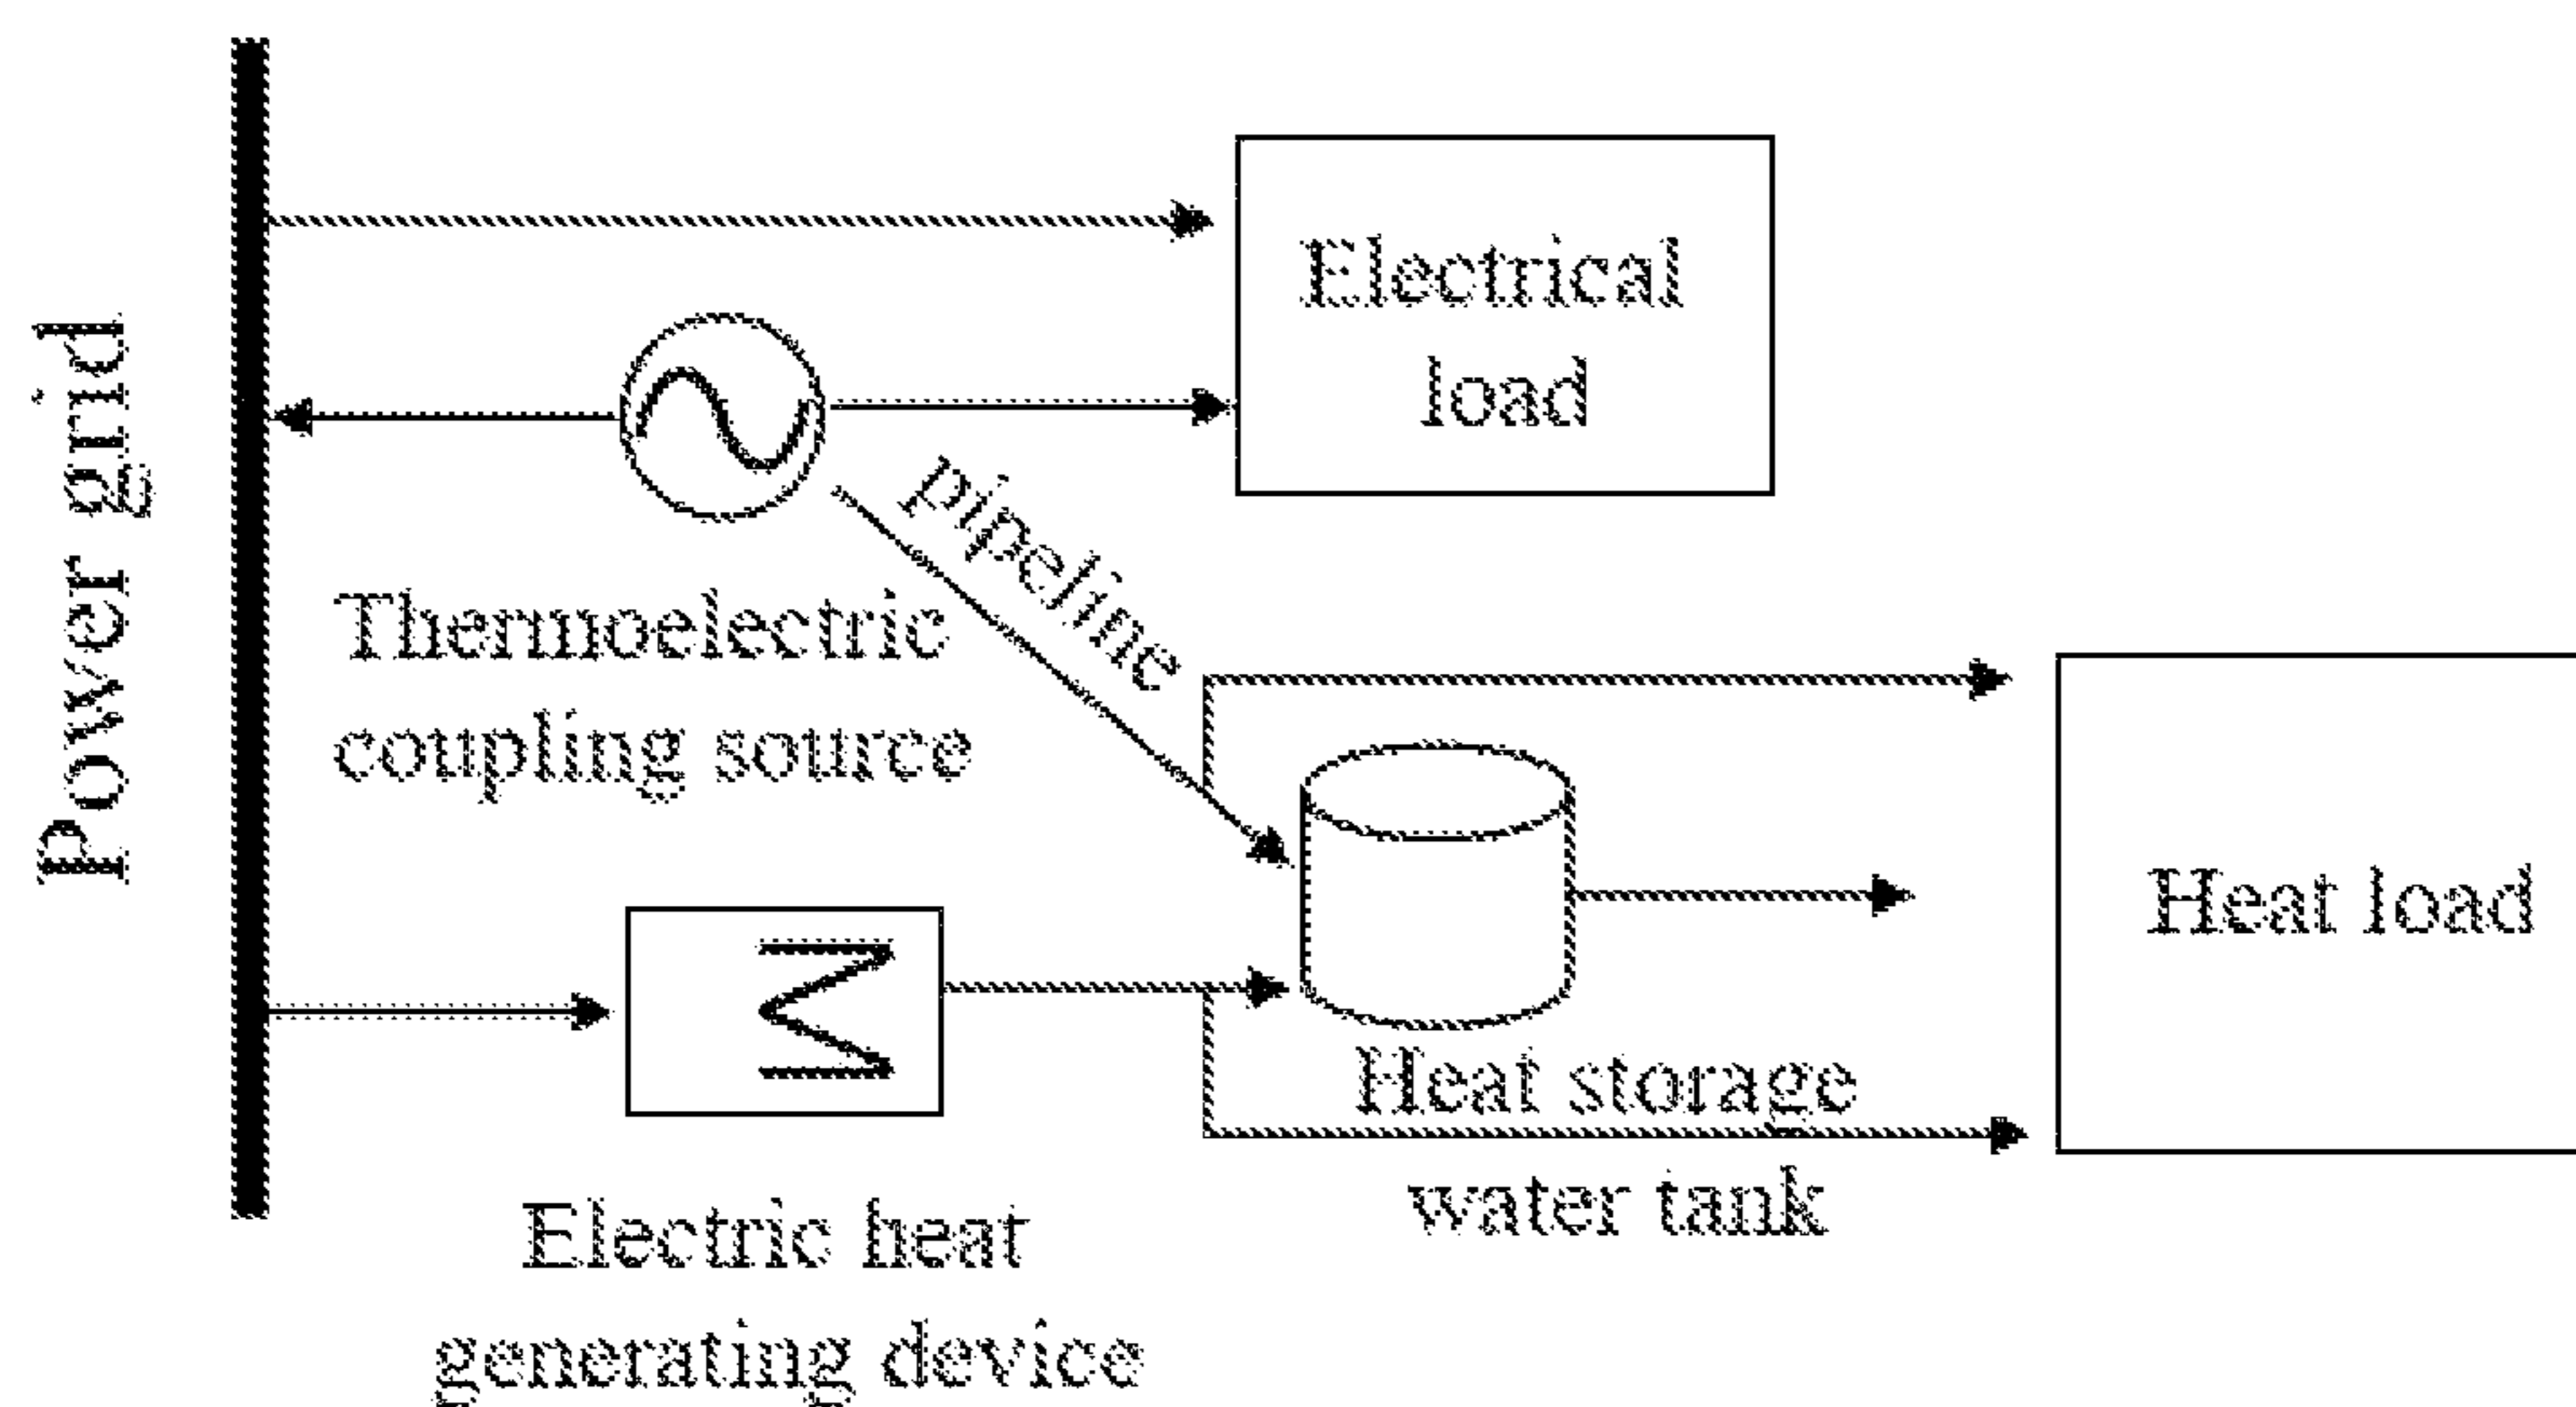 Power grid
Electrical
load
pipeline
Thermoelectric
coupling source
Heat load
Heat storage
water tank
Electric heat
generating device